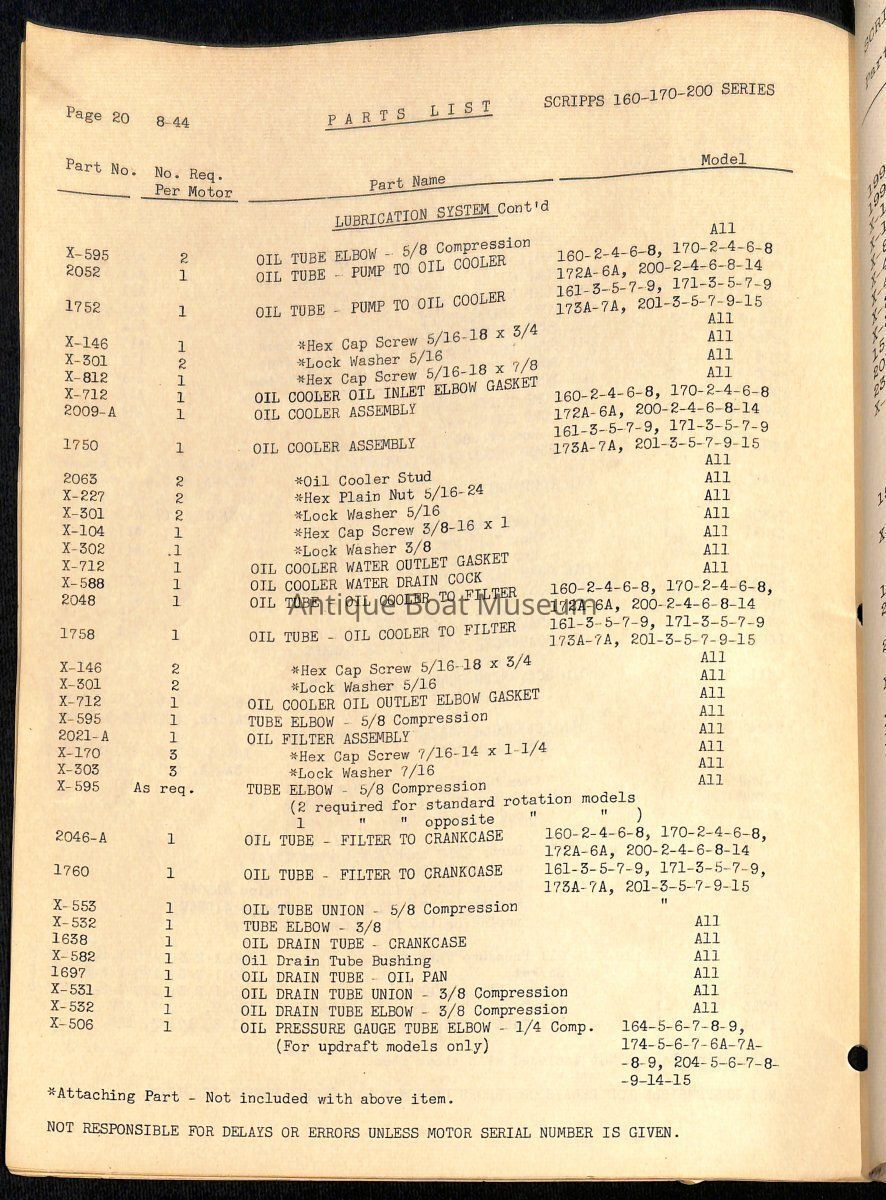 Page 20 8-44 PARTS LIST SCRIPPS 160-170-200 SERIES
Part No. No. Req. Per Motor Part Name Model
LUBRICATION SYSTEM Cont'd
X-595 2 OIL TUBE ELBOW - 5/8 Compression All
2052 1 OIL TUBE - PUMP TO OIL COOLER 160-2-4-6-8, 170-2-4-6-8
172A-6A, 200-2-4-6-8-14
1752 1 OIL TUBE - PUMP TO OIL COOLER 161-3-5-7-9, 171-3-5-7-9
173A-7A, 201-3-5-7-9-15
X-146 1 *Hex Cap Screw 5/16-18 x 3/4 All
X-301 2 *Lock Washer 5/16 All
X-812 1 *Hex Cap Screw 5/16-18 x 7/8 All
X-712 1 OIL COOLER OIL INLET ELBOW GASKET All
2009-A 1 OIL COOLER ASSEMBLY 160-2-4-6-8, 170-2-4-6-8
172A-6A, 200-2-4-6-8-14
1750 1 OIL COOLER ASSEMBLY 161-3-5-7-9, 171-3-5-7-9
173A-7A, 201-3-5-7-9-15
2063 2 *Oil Cooler Stud All
X-227 2 *Hex Plain Nut 5/16-24 All
X-301 2 *Lock Washer 5/16 All
X-104 1 *Hex Cap Screw 3/8-16 x 1 All
X-302 .1 *Lock Washer 3/8 All
X-712 1 OIL COOLER WATER OUTLET GASKET All
X-588 1 OIL COOLER WATER DRAIN COCK All
2048 1 OIL TUBE - OIL COOLER TO FILTER 160-2-4-6-8, 170-2-4-6-8,
172A-6A, 200-2-4-6-8-14
Antique Boat Museum
1758 1 OIL TUBE - OIL COOLER TO FILTER 161-3-5-7-9, 171-3-5-7-9
173A-7A, 201-3-5-7-9-15
X-146 2 *Hex Cap Screw 5/16-18 x 3/4 All
X-301 2 *Lock Washer 5/16 All
X-712 1 OIL COOLER OIL OUTLET ELBOW GASKET All
X-595 1 TUBE ELBOW - 5/8 Compression All
2021-A 1 OIL FILTER ASSEMBLY All
X-170 3 *Hex Cap Screw 7/16-14 x 1-1/4 All
X-303 3 *Lock Washer 7/16 All
X-595 As req. TUBE ELBOW - 5/8 Compression All
(2 required for standard rotation models
1 " " opposite " " )
2046-A 1 OIL TUBE - FILTER TO CRANKCASE 160-2-4-6-8, 170-2-4-6-8,
172A-6A, 200-2-4-6-8-14
1760 1 OIL TUBE - FILTER TO CRANKCASE 161-3-5-7-9, 171-3-5-7-9,
173A-7A, 201-3-5-7-9-15
X-553 1 OIL TUBE UNION - 5/8 Compression "
X-532 1 TUBE ELBOW - 3/8 All
1638 1 OIL DRAIN TUBE - CRANKCASE All
X-582 1 Oil Drain Tube Bushing All
1697 1 OIL DRAIN TUBE - OIL PAN All
X-531 1 OIL DRAIN TUBE UNION - 3/8 Compression All
X-532 1 OIL DRAIN TUBE ELBOW - 3/8 Compression All
X-506 1 OIL PRESSURE GAUGE TUBE ELBOW - 1/4 Comp. 164-5-6-7-8-9,
(For updraft models only) 174-5-6-7-6A-7A-
-8-9, 204-5-6-7-8-
-9-14-15
*Attaching Part - Not included with above item.
NOT RESPONSIBLE FOR DELAYS OR ERRORS UNLESS MOTOR SERIAL NUMBER IS GIVEN.